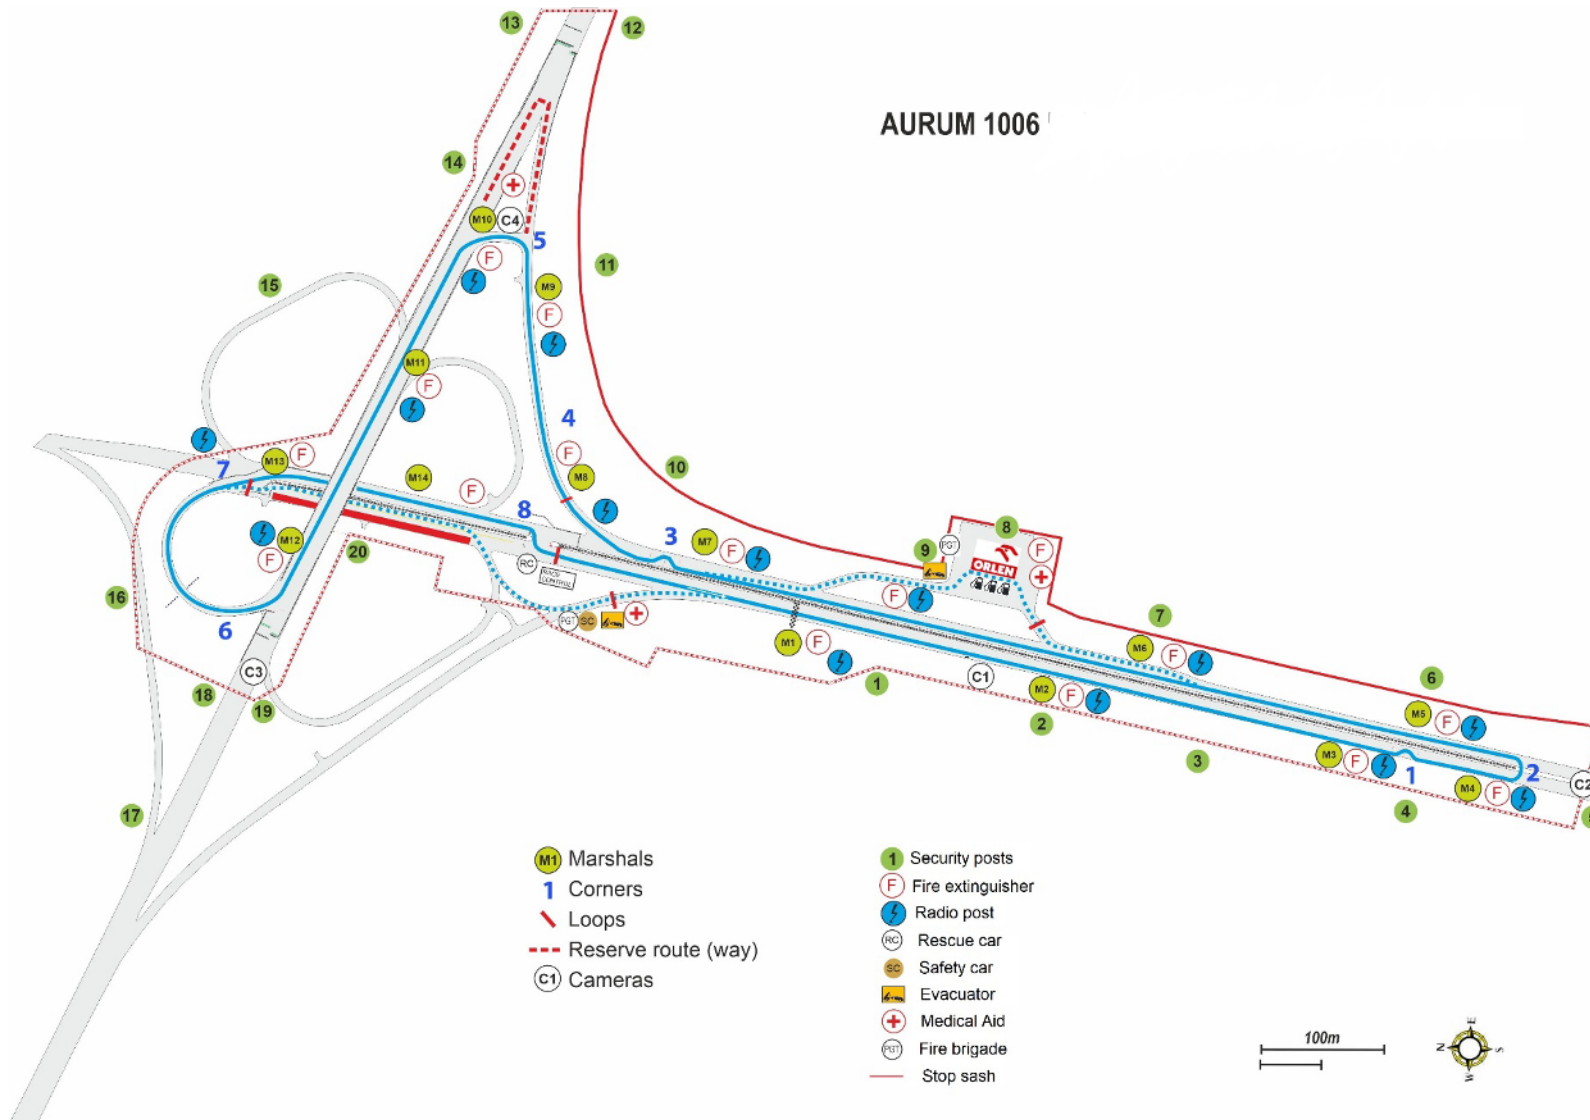 13
12
AURUM 1006
14
M10
C4
5
11
15
M9
F
F
M11
F
4
7
M13
F
M14
F
F
M8
10
8
3
M7
F
9
PGT
8
F
ORLEN
20
M12
F
RC
RACE
CONTROL
16
6
PGT
SC
F
7
M1
F
M6
F
C3
18
19
1
C1
M2
F
2
6
M5
F
3
M3
F
1
2
C2
M4
F
4
17
M1 Marshals
1 Corners
Loops
Reserve route (way)
C1 Cameras
1 Security posts
F Fire extinguisher
Radio post
RC Rescue car
SC Safety car
Evacuator
Medical Aid
PGT Fire brigade
Stop sash
100m
E
N
S
W